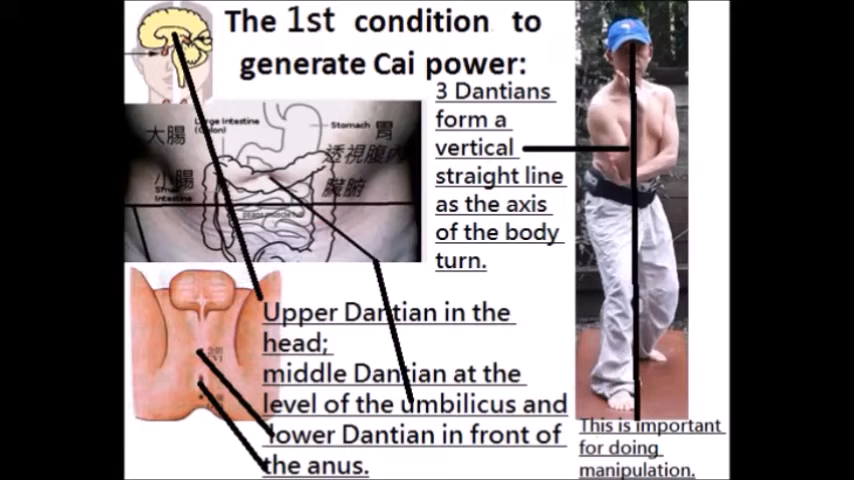 The 1st condition to
generate Cai power:
3 Dantians
form a
vertical
straight line
as the axis
of the body
turn.
大腸
Large Intestine
(Colon)
Stomach 胃
透視腹內
臟腑
小腸
Small
Intestine
Upper Dantian in the
head;
middle Dantian at the
level of the umbilicus and
lower Dantian in front of
the anus.
This is important
for doing
manipulation.